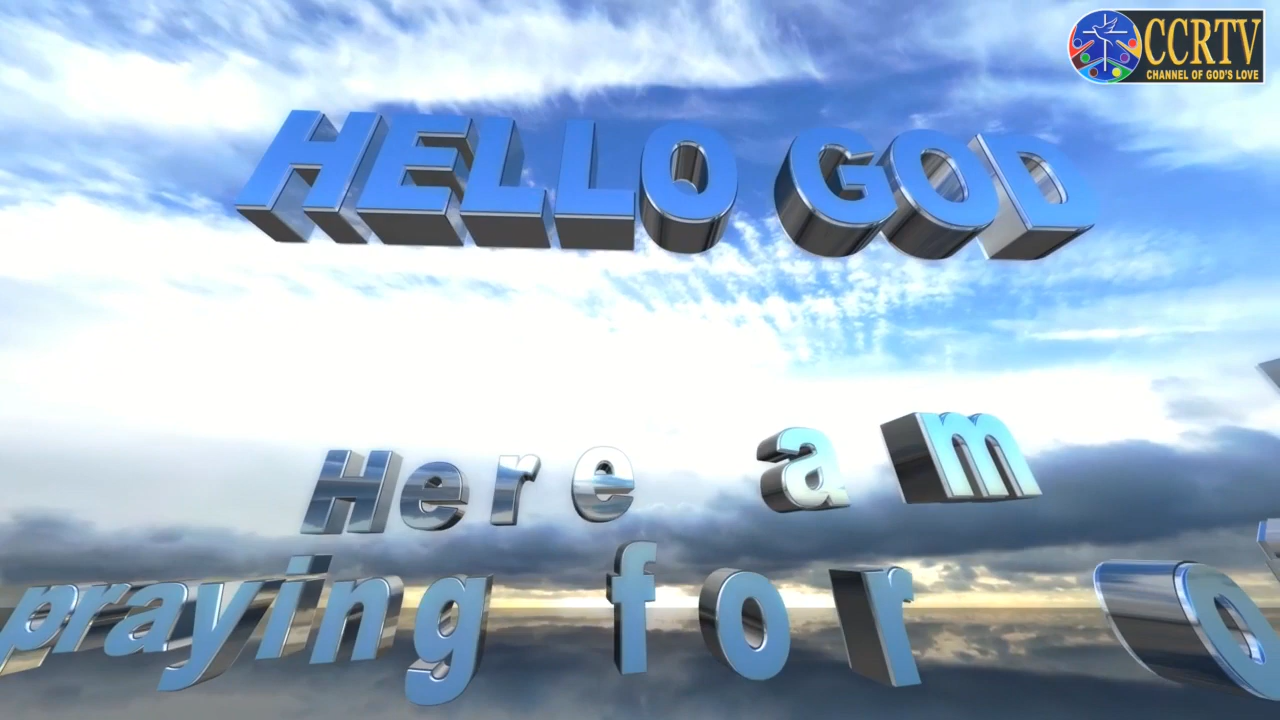 CCRTV
CHANNEL OF GOD'S LOVE
HELLO GOD
Here am
praying for